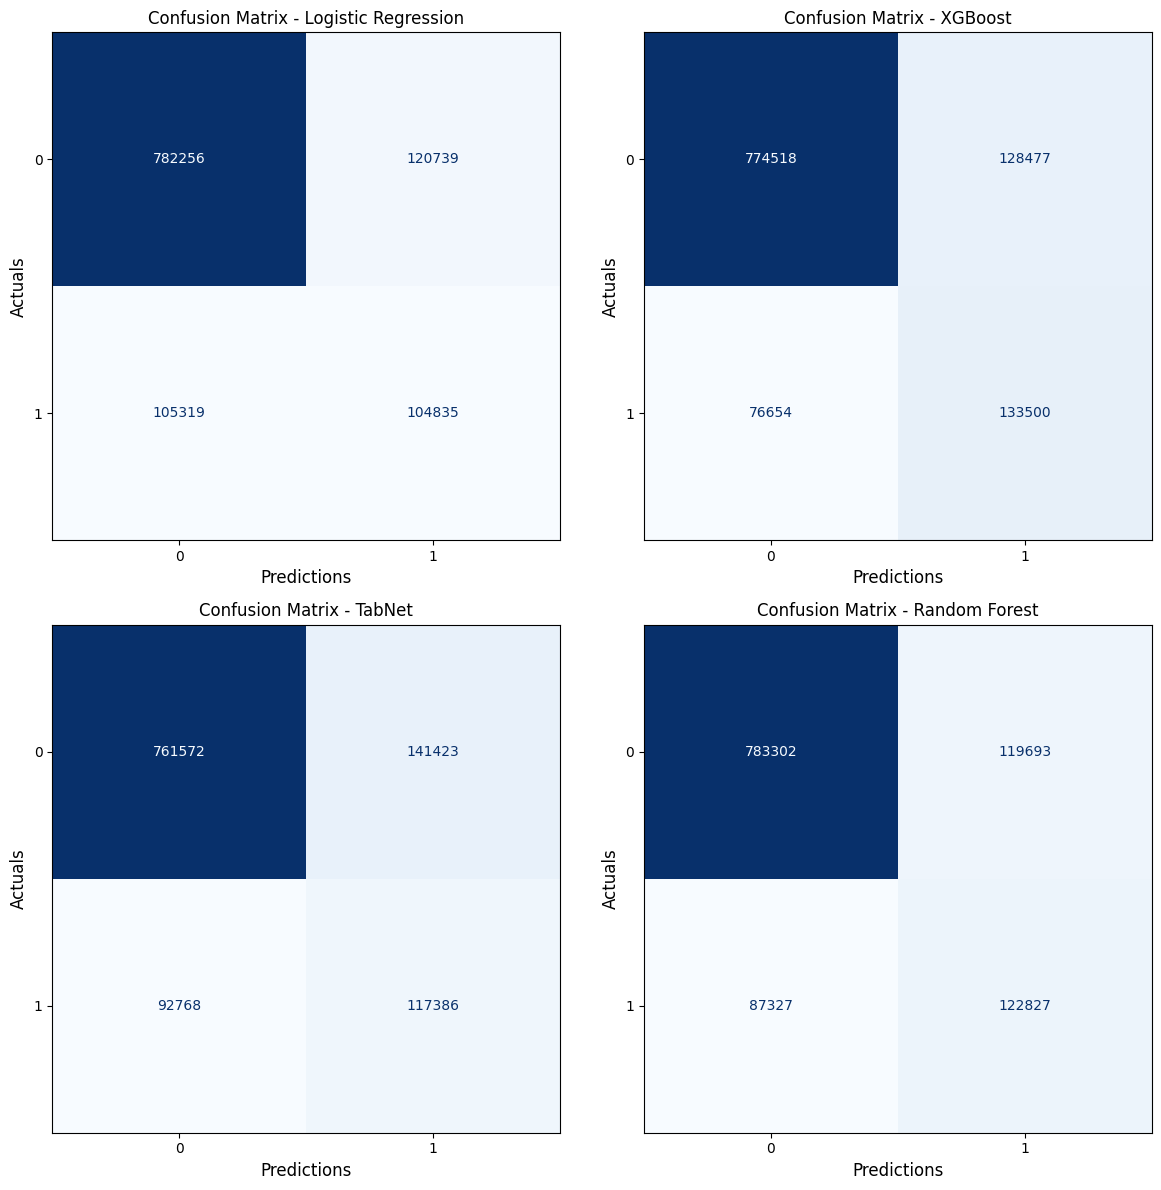 Confusion Matrix - Logistic Regression
0
782256
120739
Actuals
1
105319
104835
0
1
Predictions
Confusion Matrix - XGBoost
0
774518
128477
Actuals
1
76654
133500
0
1
Predictions
Confusion Matrix - TabNet
0
761572
141423
Actuals
1
92768
117386
0
1
Predictions
Confusion Matrix - Random Forest
0
783302
119693
Actuals
1
87327
122827
0
1
Predictions